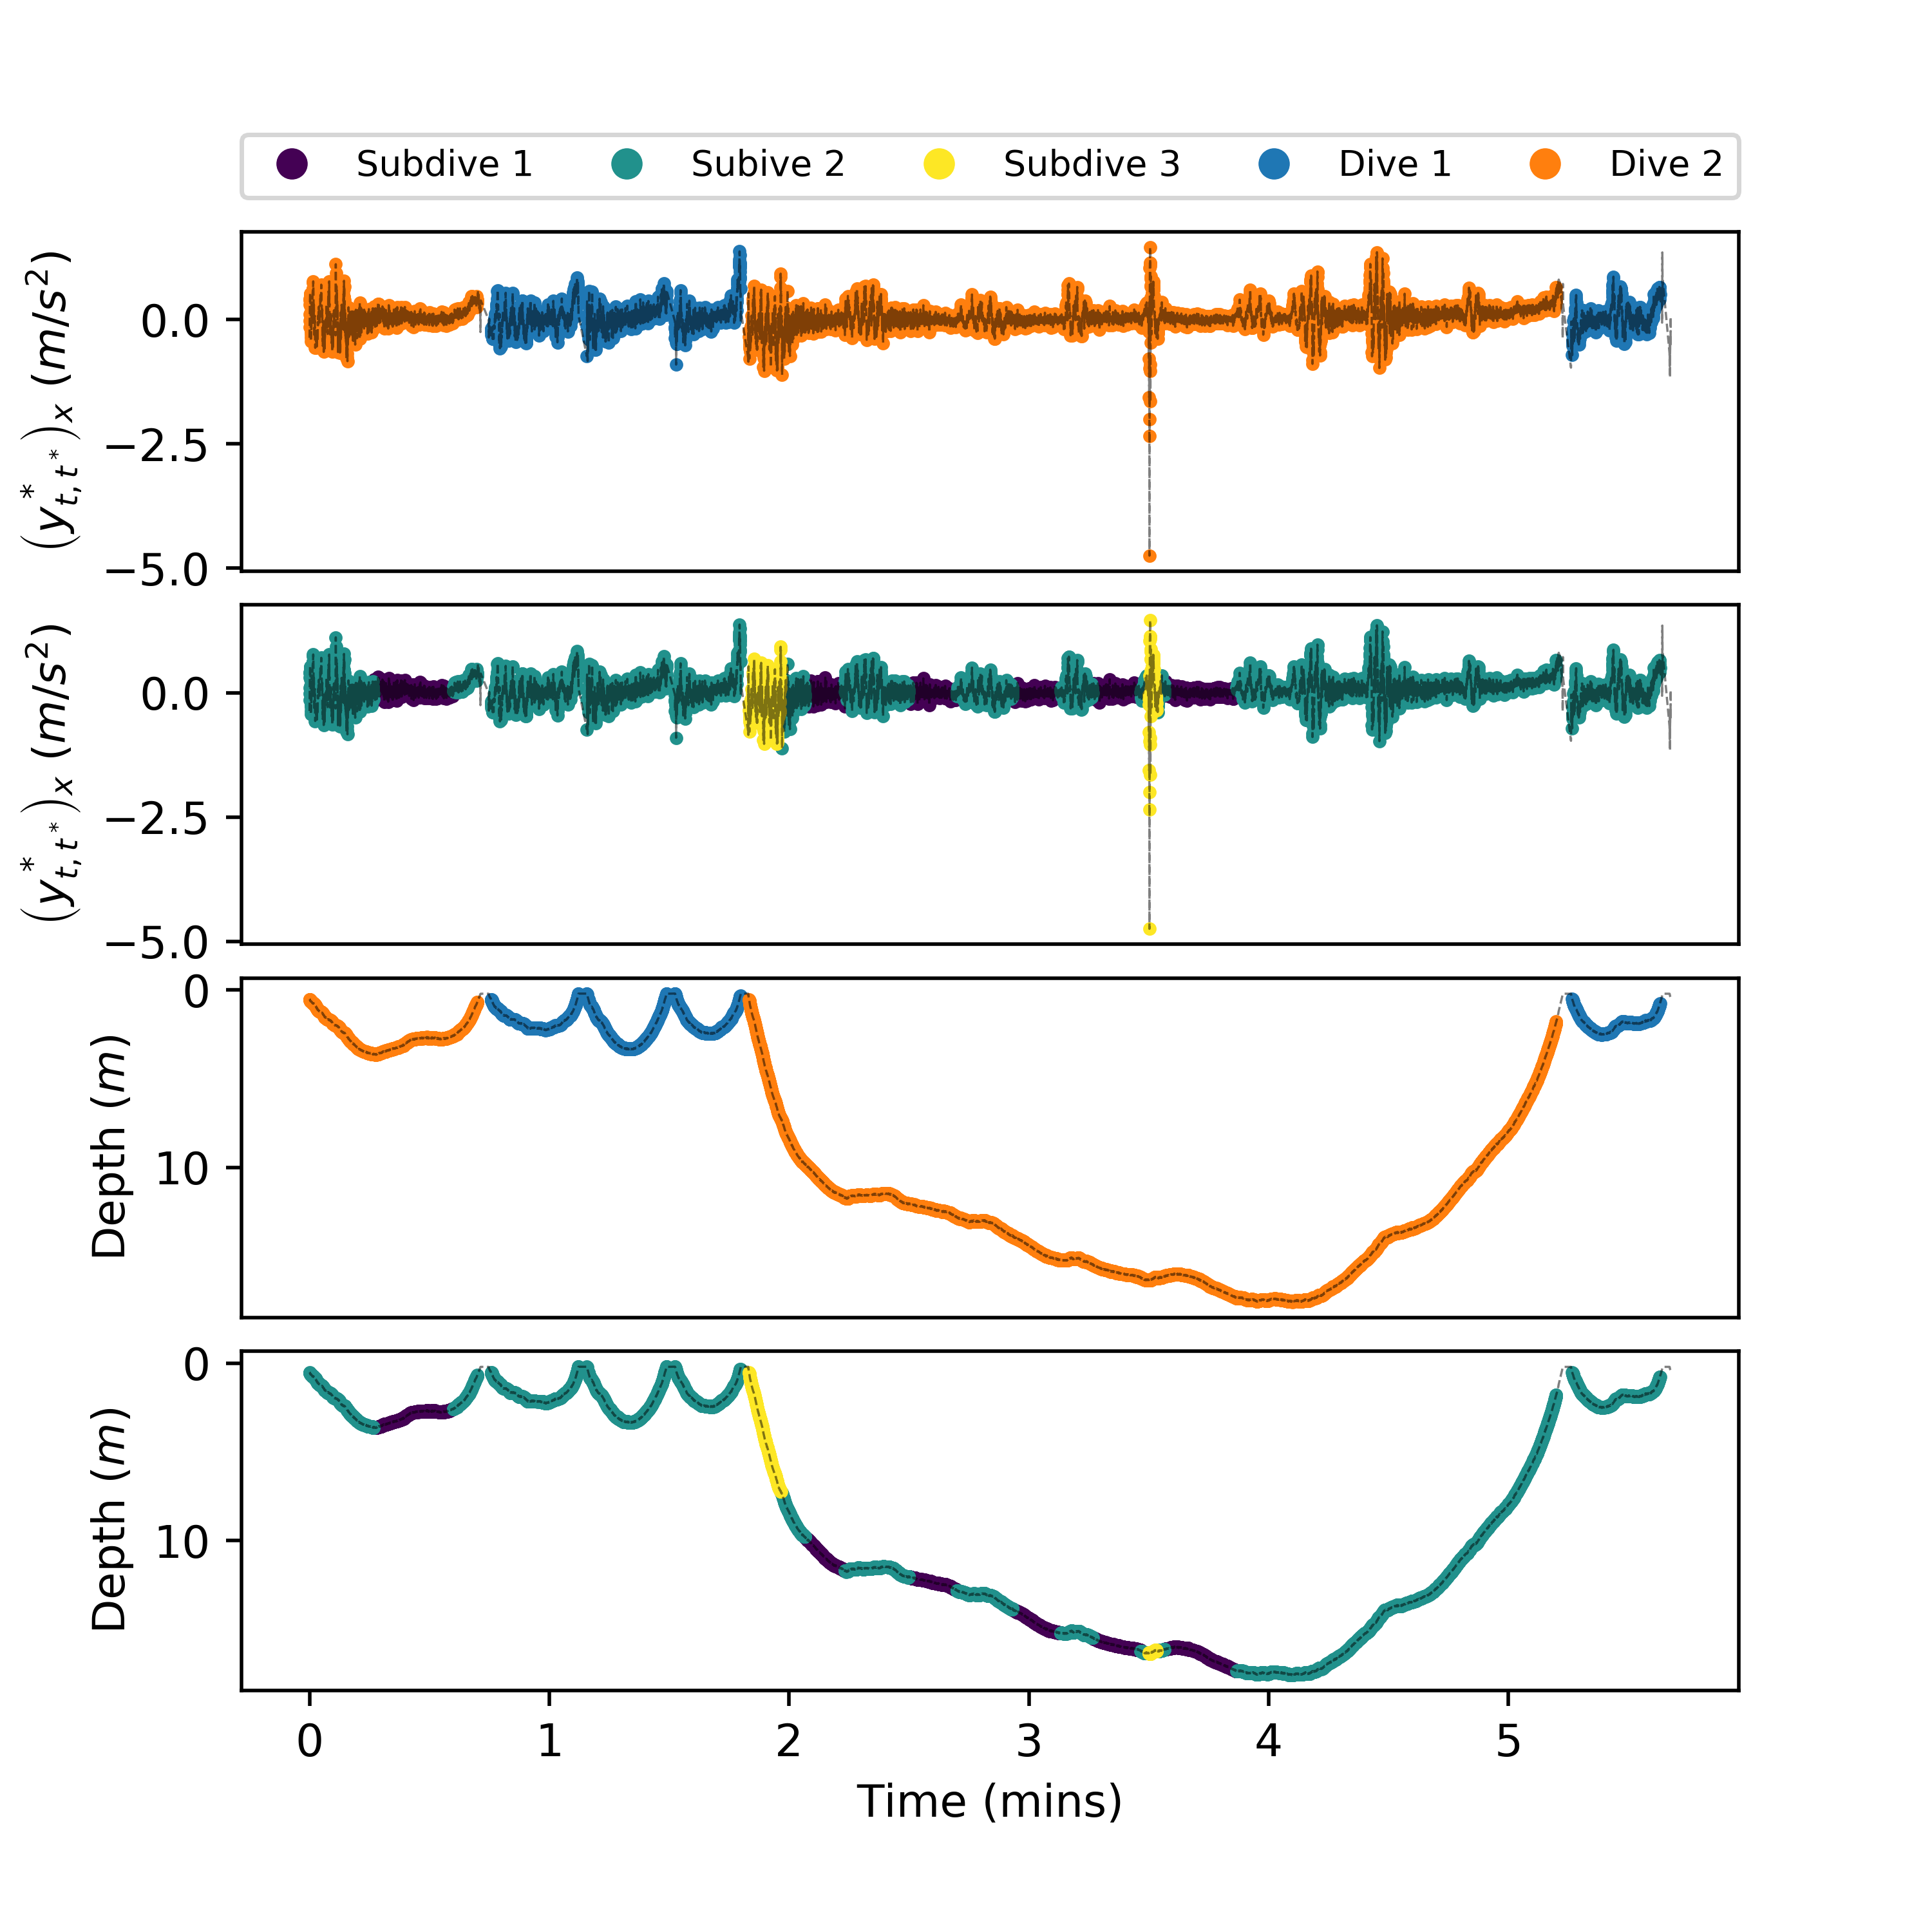 Subdive 1 Subive 2 Subdive 3 Dive 1 Dive 2
(y*t,t*)x (m/s²)
0.0
−2.5
−5.0
(y*t,t*)x (m/s²)
0.0
−2.5
−5.0
Depth (m)
0
10
Depth (m)
0
10
0 1 2 3 4 5
Time (mins)